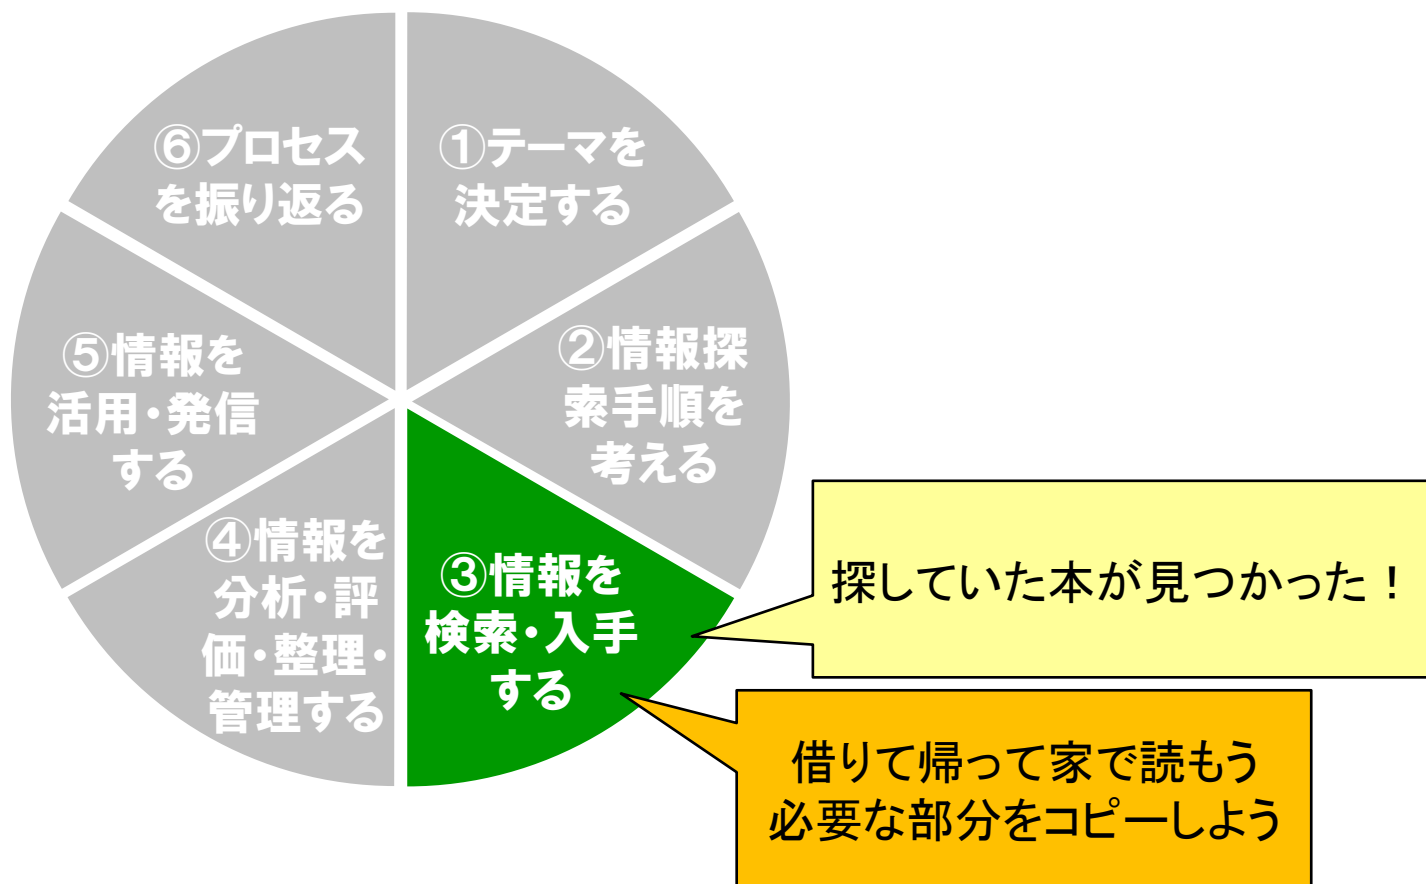 ①テーマを
決定する
②情報探
索手順を
考える
③情報を
検索・入手
する
④情報を
分析・評
価・整理・
管理する
⑤情報を
活用・発信
する
⑥プロセス
を振り返る
探していた本が見つかった！
借りて帰って家で読もう
必要な部分をコピーしよう